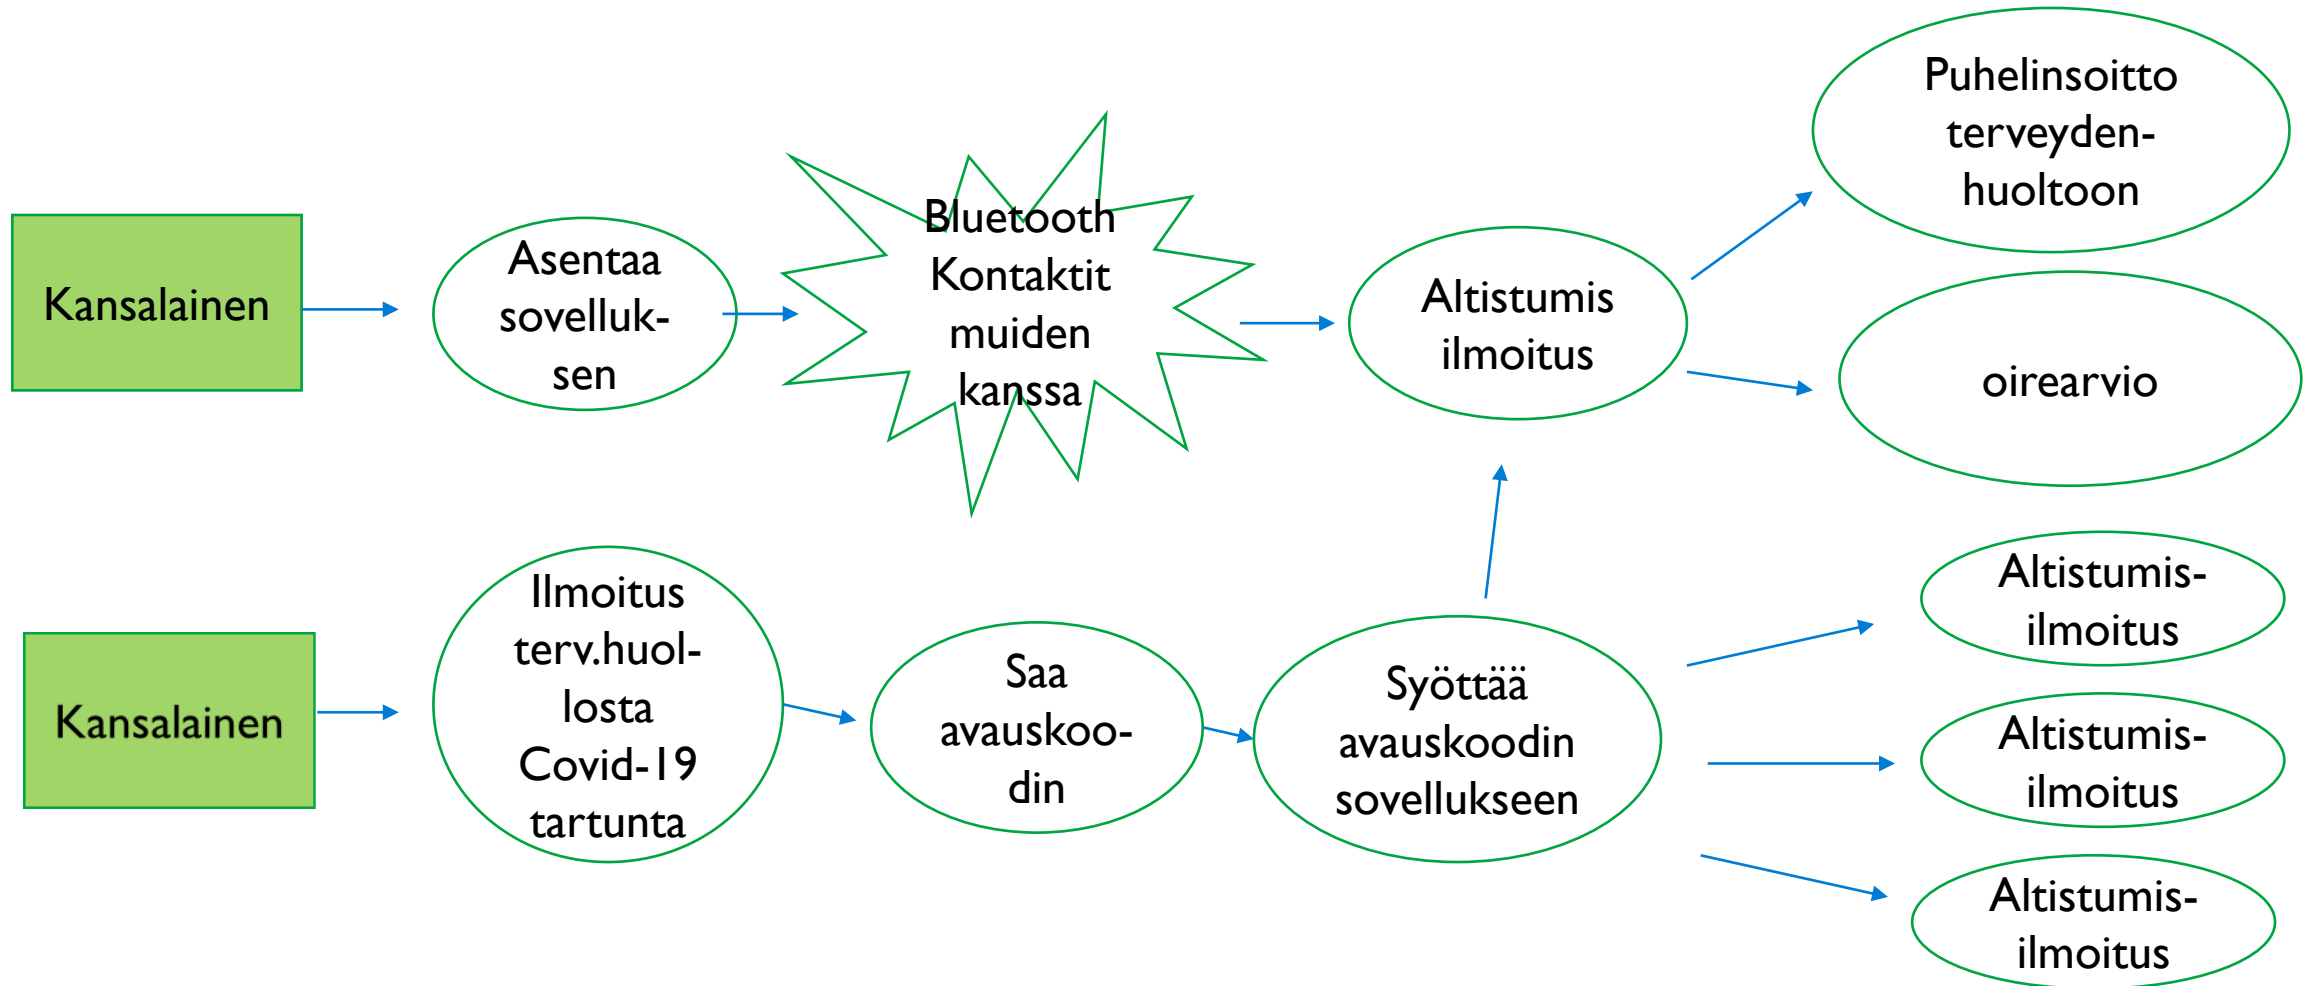 Kansalainen
Asentaa
sovelluk-
sen
Bluetooth
Kontaktit
muiden
kanssa
Altistumis
ilmoitus
Puhelinsoitto
terveyden-
huoltoon
oirearvio
Kansalainen
Ilmoitus
terv.huol-
losta
Covid-19
tartunta
Saa
avauskoo-
din
Syöttää
avauskoodin
sovellukseen
Altistumis-
ilmoitus
Altistumis-
ilmoitus
Altistumis-
ilmoitus